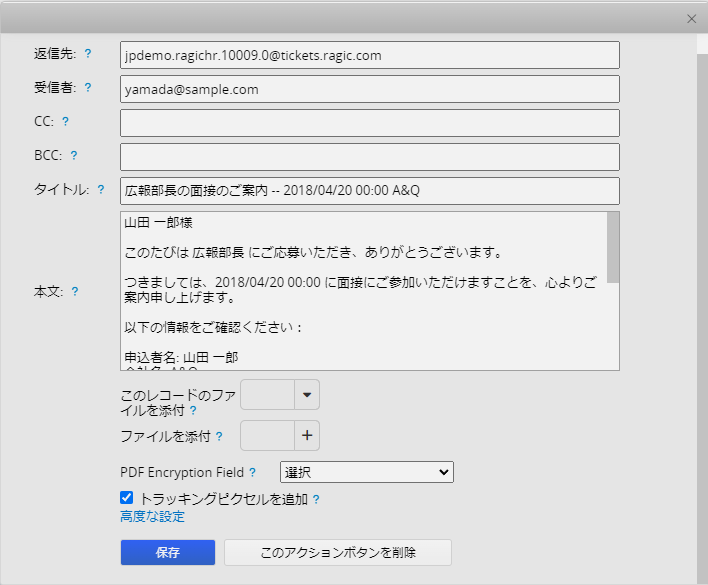 返信先: ? jpdemo.ragichr.10009.0@tickets.ragic.com
受信者: ? yamada@sample.com
CC: ?
BCC: ?
タイトル: ? 広報部長の面接のご案内 -- 2018/04/20 00:00 A&Q
本文: ?
山田 一郎様
このたびは 広報部長 にご応募いただき、ありがとうございます。
つきましては、2018/04/20 00:00 に面接にご参加いただけますことを、心よりご
案内申し上げます。
以下の情報をご確認ください：
申込者名: 山田 一郎
会社名: A&Q
このレコードのファ
イルを添付 ?
ファイルを添付 ?
PDF Encryption Field ? 選択
トラッキングピクセルを追加 ?
高度な設定
保存 このアクションボタンを削除